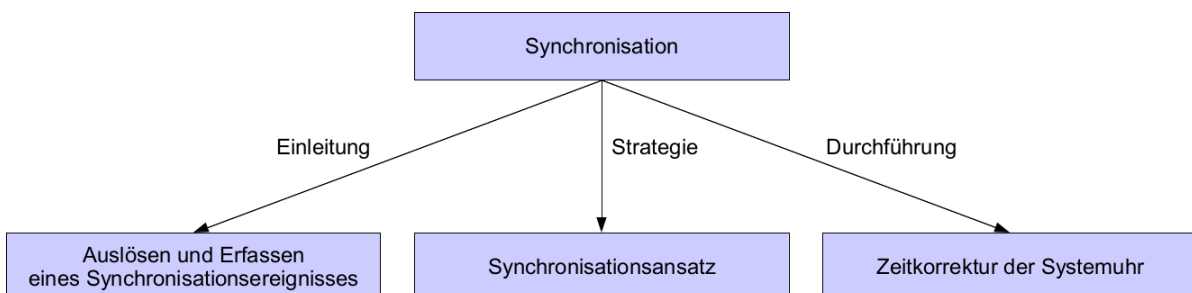 Synchronisation
Einleitung
Strategie
Durchführung
Auslösen und Erfassen
eines Synchronisationsereignisses
Synchronisationsansatz
Zeitkorrektur der Systemuhr